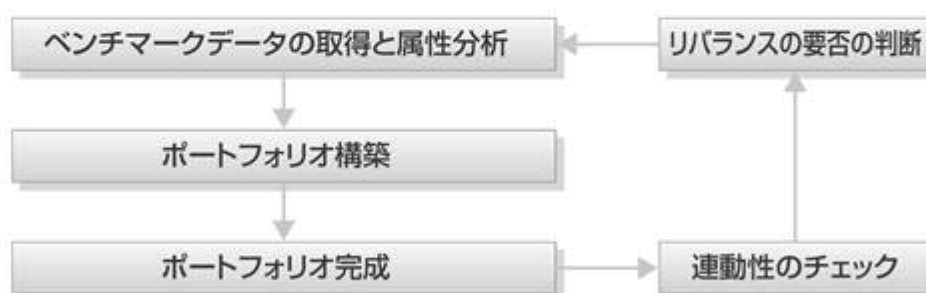 ベンチマークデータの取得と属性分析
リバランスの要否の判断
ポートフォリオ構築
ポートフォリオ完成
連動性のチェック